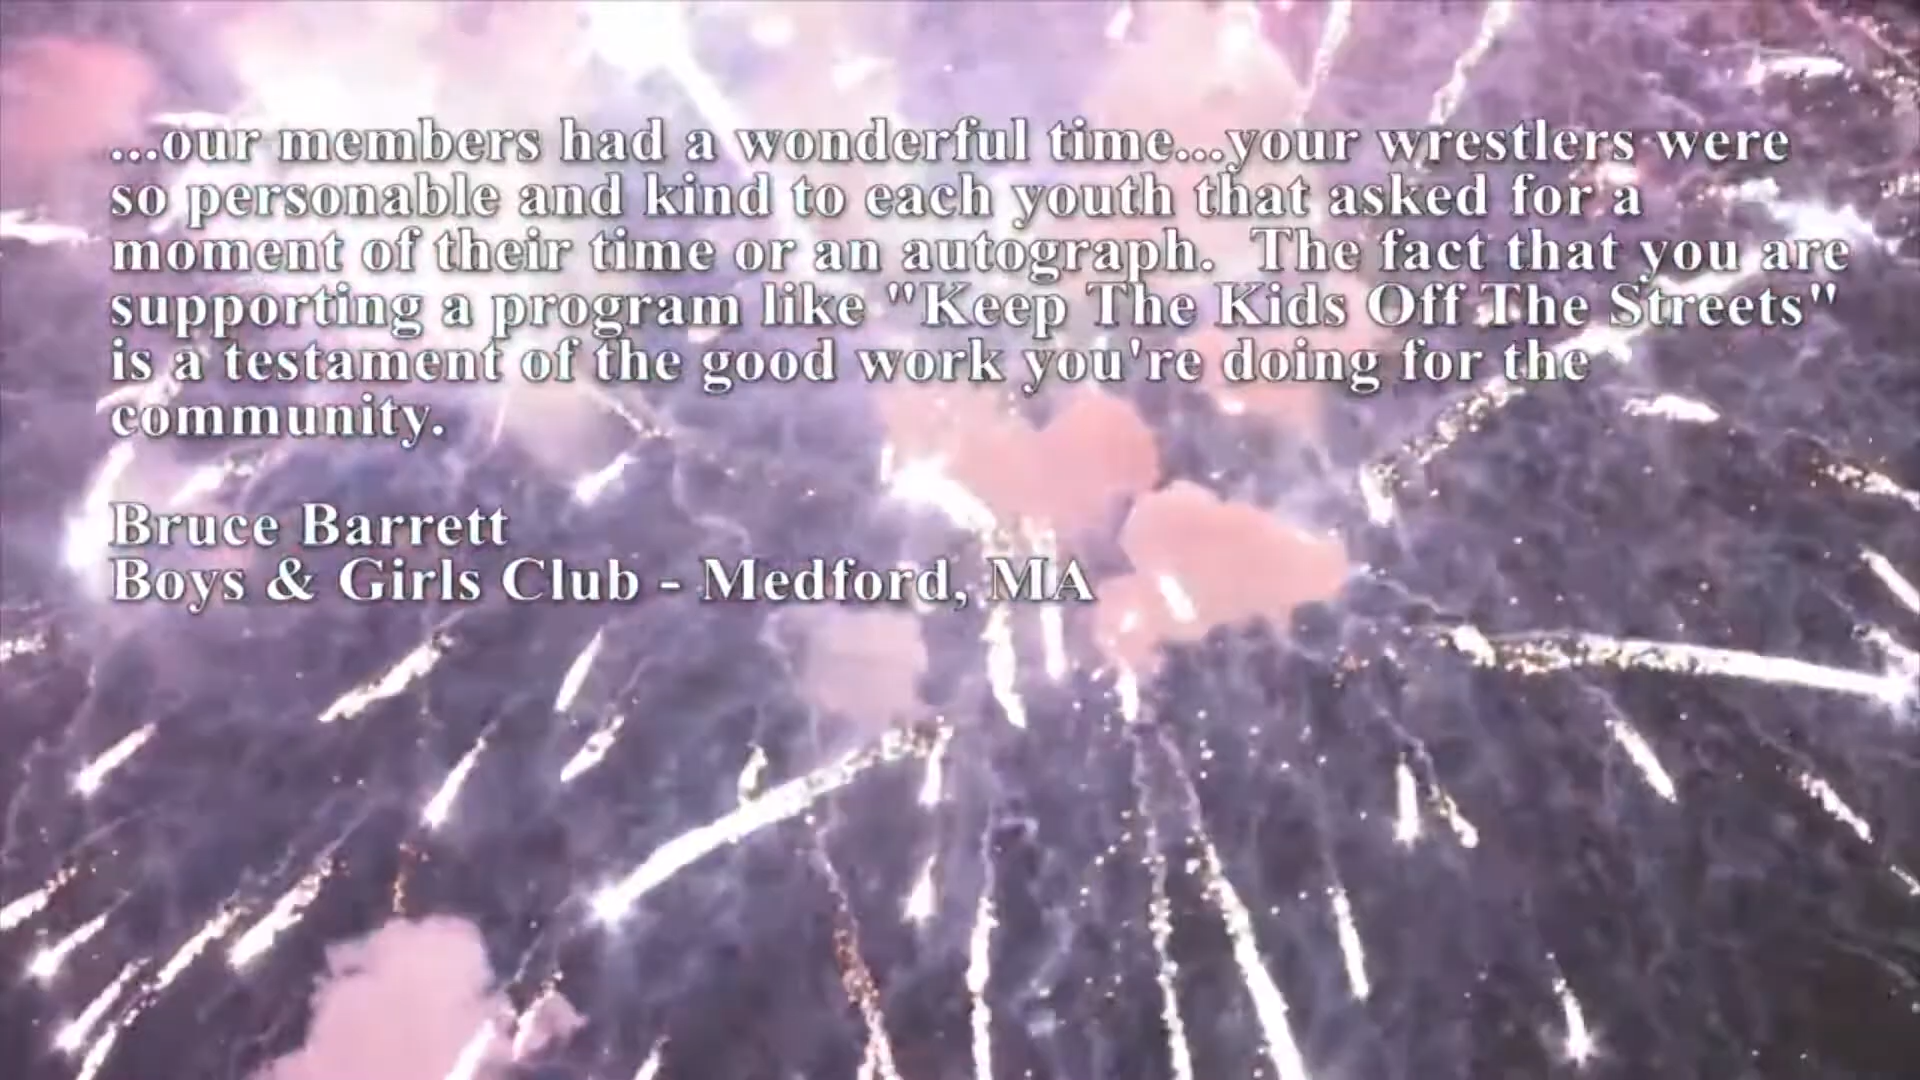 ...our members had a wonderful time...your wrestlers were
so personable and kind to each youth that asked for a
moment of their time or an autograph.  The fact that you are
supporting a program like "Keep The Kids Off The Streets"
is a testament of the good work you're doing for the
community.
Bruce Barrett
Boys & Girls Club - Medford, MA